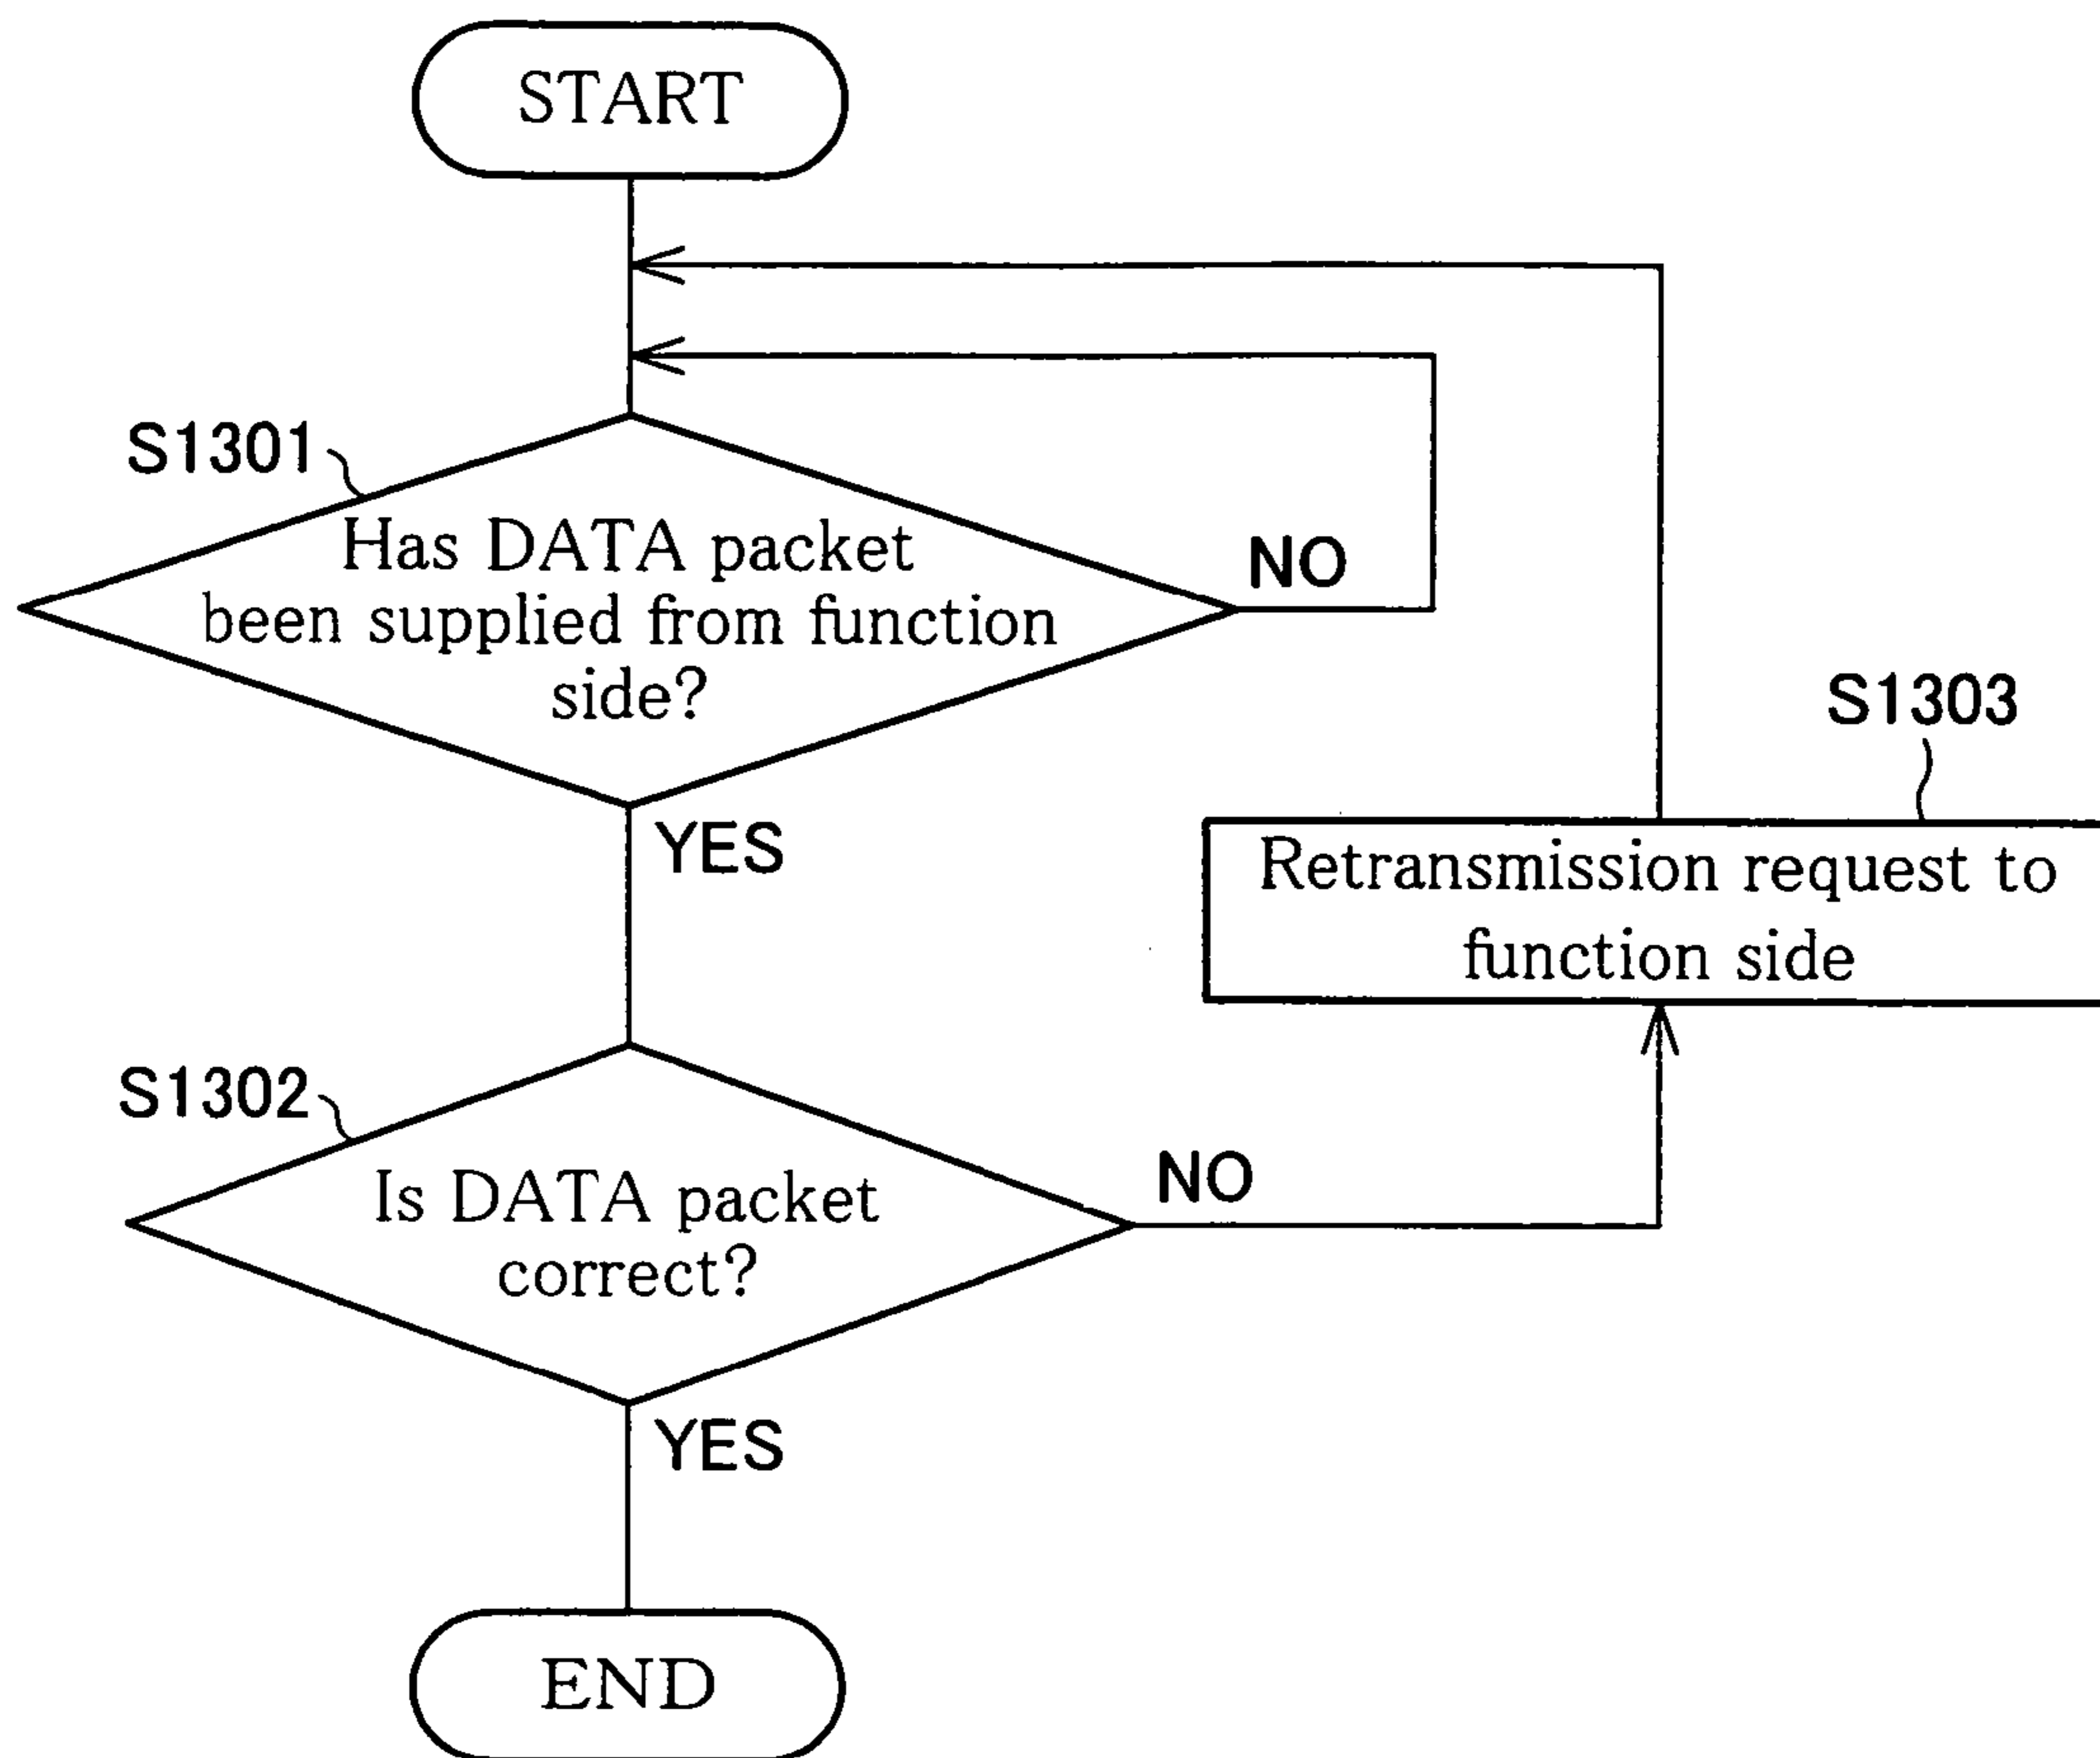 START
S1301
Has DATA packet
been supplied from function
side?
NO
YES
S1303
Retransmission request to
function side
S1302
Is DATA packet
correct?
NO
YES
END